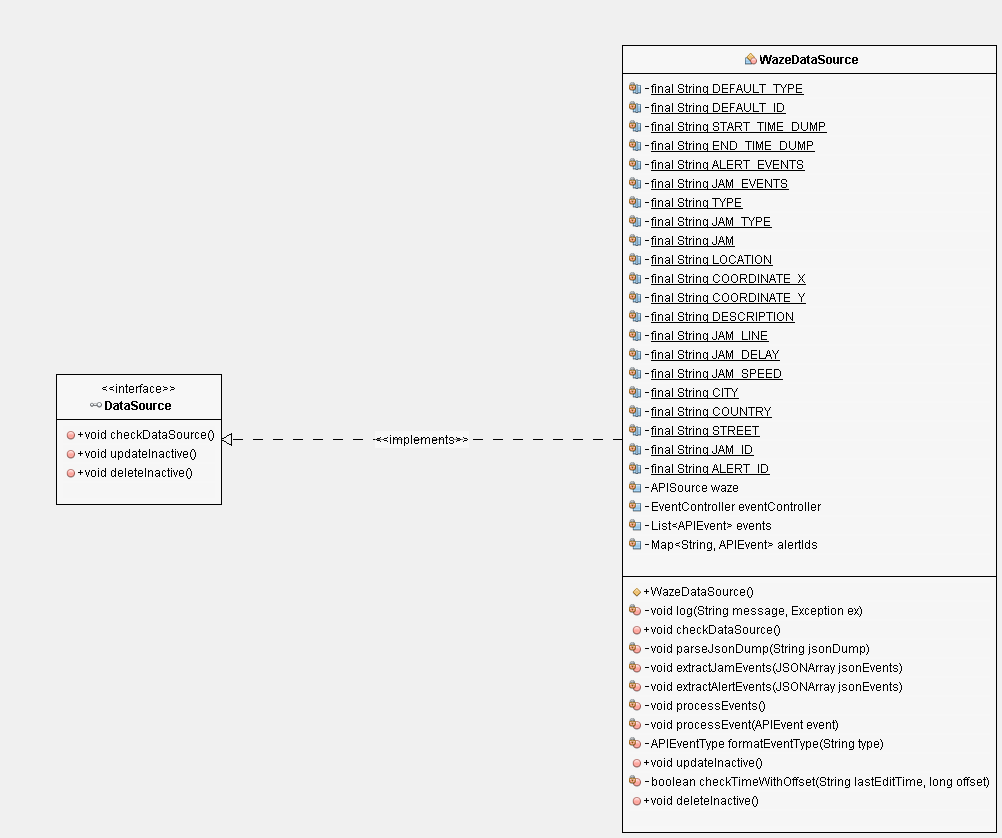 WazeDataSource
-final String DEFAULT_TYPE
-final String DEFAULT_ID
-final String START_TIME_DUMP
-final String END_TIME_DUMP
-final String ALERT_EVENTS
-final String JAM_EVENTS
-final String TYPE
-final String JAM_TYPE
-final String JAM
-final String LOCATION
-final String COORDINATE_X
-final String COORDINATE_Y
-final String DESCRIPTION
-final String JAM_LINE
-final String JAM_DELAY
-final String JAM_SPEED
-final String CITY
-final String COUNTRY
-final String STREET
-final String JAM_ID
-final String ALERT_ID
-APISource waze
-EventController eventController
-List<APIEvent> events
-Map<String, APIEvent> alertIds
+WazeDataSource()
-void log(String message, Exception ex)
+void checkDataSource()
-void parseJsonDump(String jsonDump)
-void extractJamEvents(JSONArray jsonEvents)
-void extractAlertEvents(JSONArray jsonEvents)
-void processEvents()
-void processEvent(APIEvent event)
-APIEventType formatEventType(String type)
+void updateInactive()
-boolean checkTimeWithOffset(String lastEditTime, long offset)
+void deleteInactive()
<<interface>>
DataSource
+void checkDataSource()
+void updateInactive()
+void deleteInactive()
<<implements>>